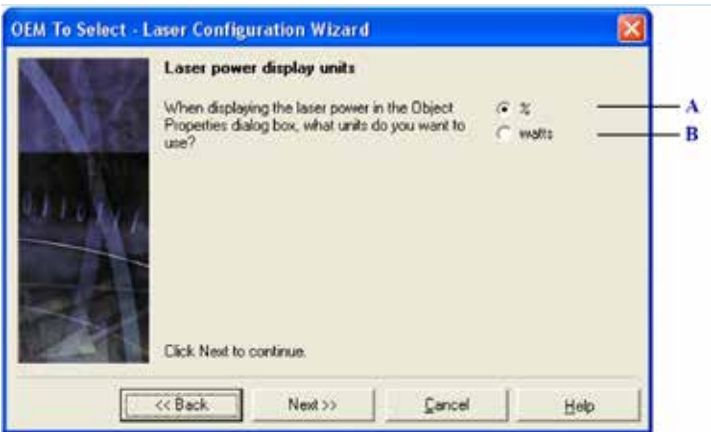 OEM To Select - Laser Configuration Wizard
Laser power display units
When displaying the laser power in the Object
Properties dialog box, what units do you want to
use?
% A
watts B
Click Next to continue.
<< Back Next >> Cancel Help